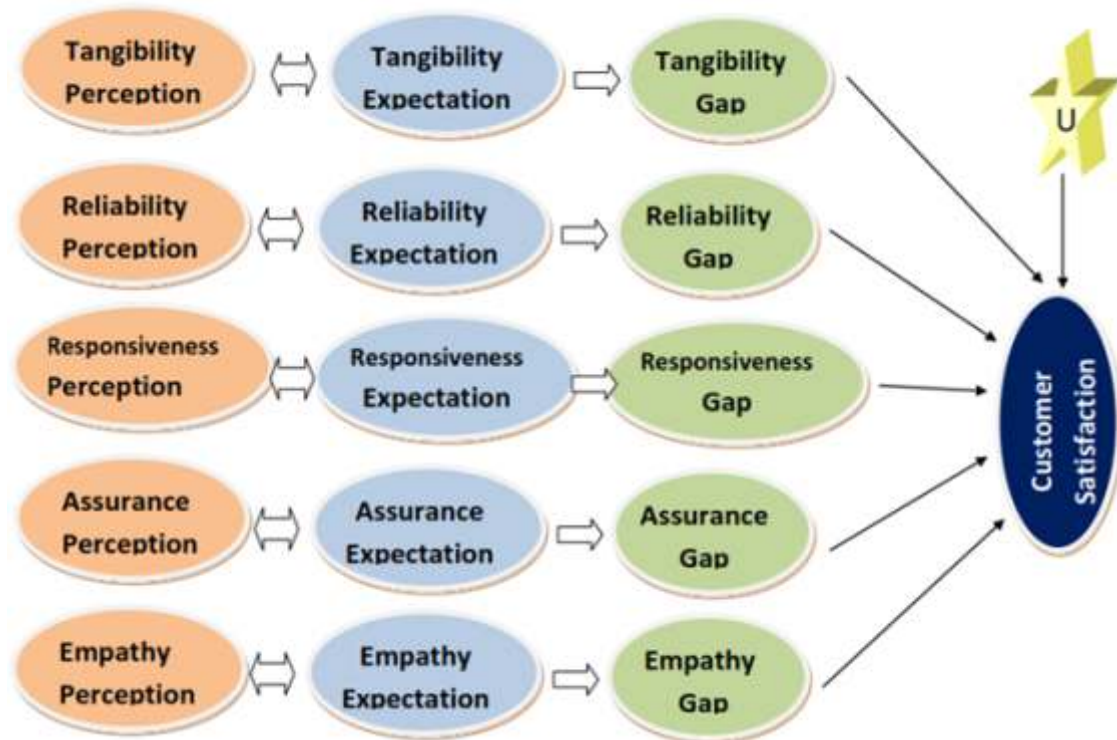 Tangibility
Perception
Tangibility
Expectation
Tangibility
Gap
U
Reliability
Perception
Reliability
Expectation
Reliability
Gap
Responsiveness
Perception
Responsiveness
Expectation
Responsiveness
Gap
Customer
Satisfaction
Assurance
Perception
Assurance
Expectation
Assurance
Gap
Empathy
Perception
Empathy
Expectation
Empathy
Gap